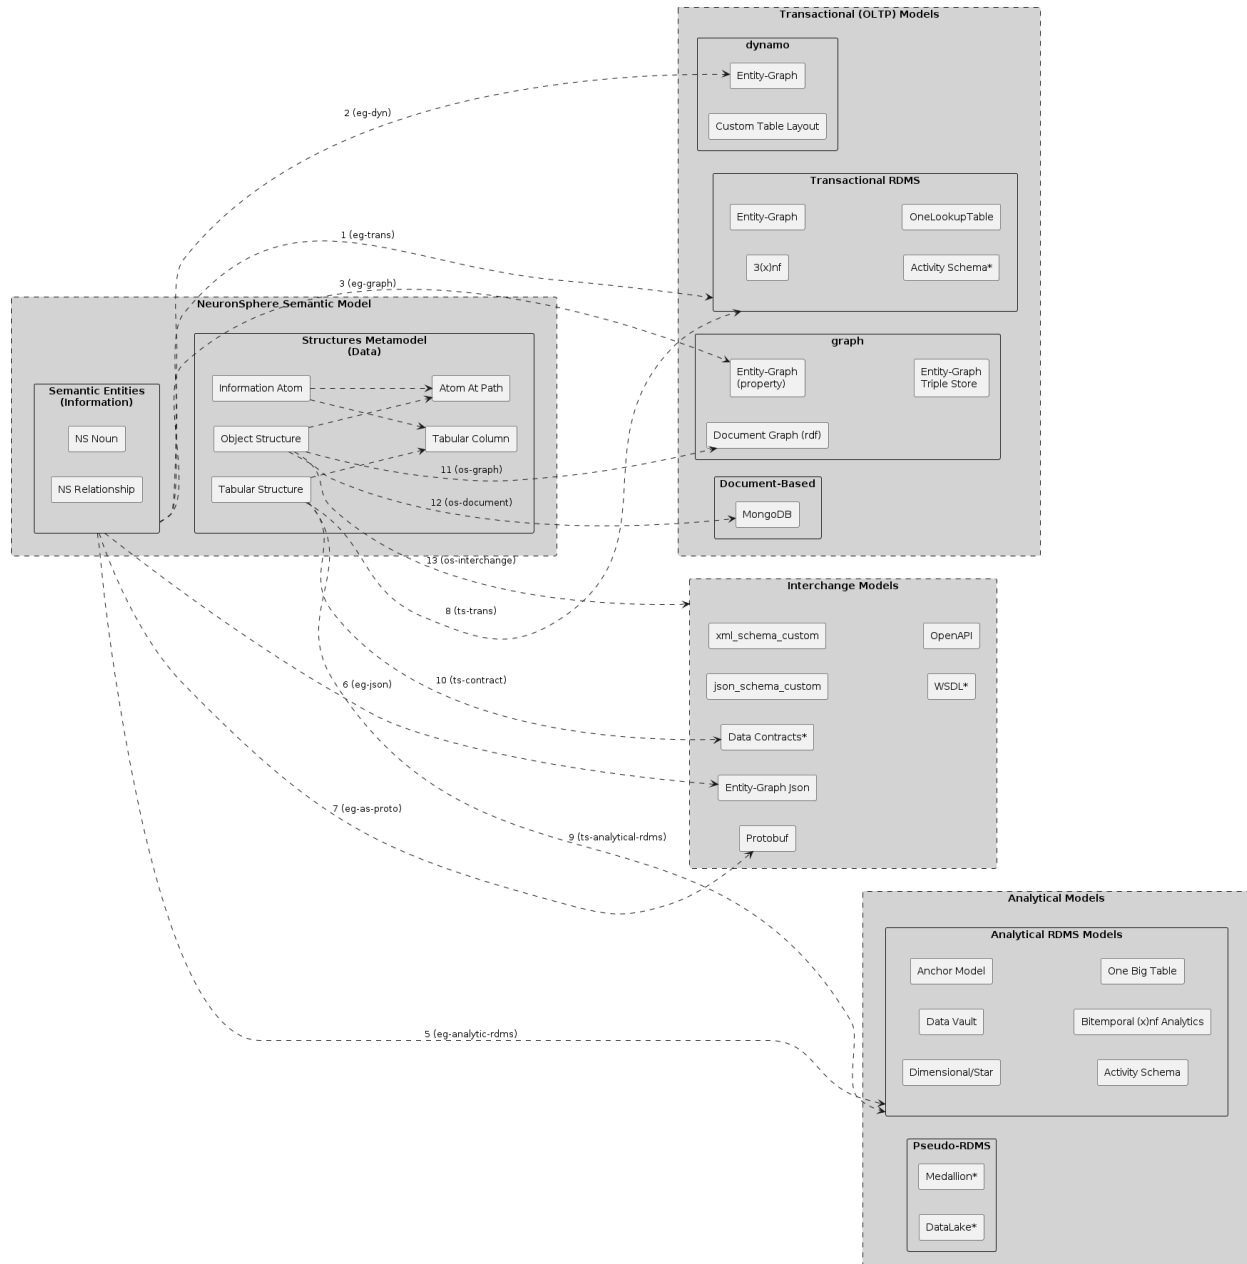 Transactional (OLTP) Models
dynamo
Entity-Graph
Custom Table Layout
2 (eg-dyn)
Transactional RDMS
Entity-Graph
OneLookupTable
3(x)nf
Activity Schema*
1 (eg-trans)
3 (eg-graph)
graph
Entity-Graph
(property)
Entity-Graph
Triple Store
Document Graph (rdf)
Document-Based
MongoDB
NeuronSphere Semantic Model
Semantic Entities
(Information)
NS Noun
NS Relationship
Structures Metamodel
(Data)
Information Atom
Atom At Path
Object Structure
Tabular Column
Tabular Structure
11 (os-graph)
12 (os-document)
13 (os-interchange)
8 (ts-trans)
10 (ts-contract)
6 (eg-json)
7 (eg-as-proto)
9 (ts-analytical-rdms)
5 (eg-analytic-rdms)
Interchange Models
xml_schema_custom
OpenAPI
json_schema_custom
WSDL*
Data Contracts*
Entity-Graph Json
Protobuf
Analytical Models
Analytical RDMS Models
Anchor Model
One Big Table
Data Vault
Bitemporal (x)nf Analytics
Dimensional/Star
Activity Schema
Pseudo-RDMS
Medallion*
DataLake*